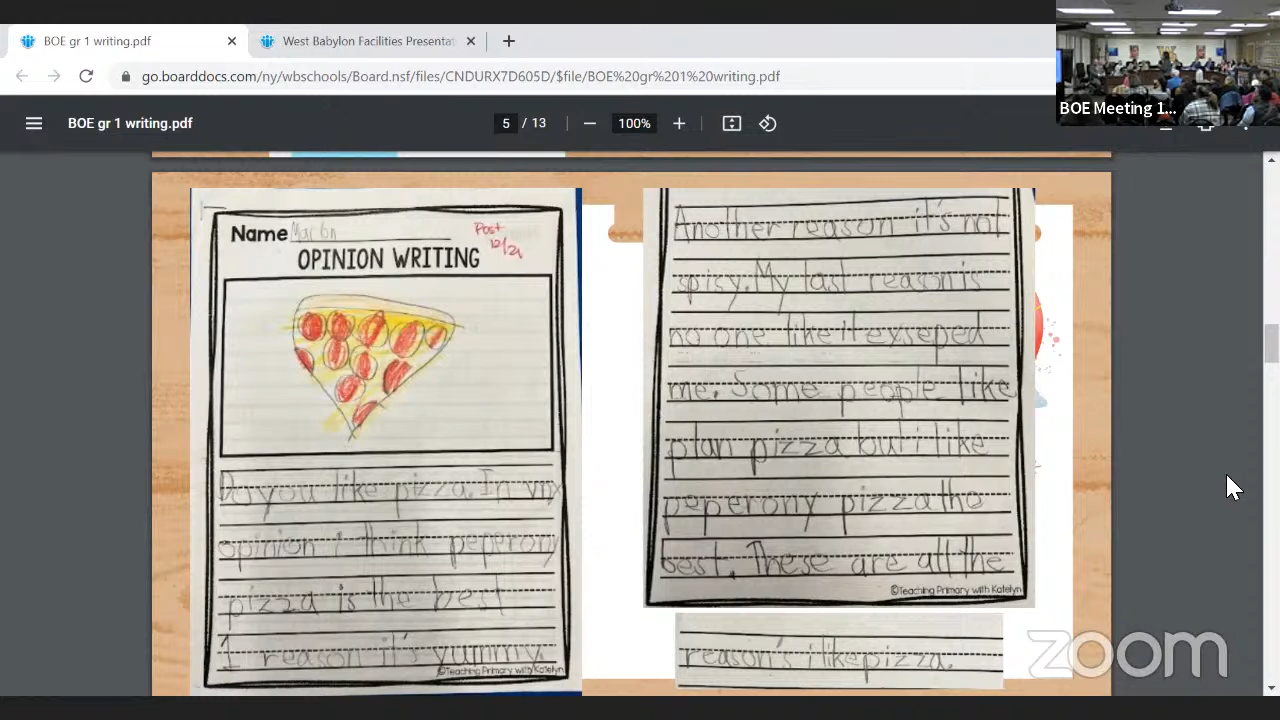 BOE gr 1 writing.pdf
West Babylon Facilities Presentat
go.boarddocs.com/ny/wbschools/Board.nsf/files/CNDURX7D605D/$file/BOE%20gr%201%20writing.pdf
BOE Meeting 1...
BOE gr 1 writing.pdf
5 / 13
100%
Name
Post
12/21
OPINION WRITING
Do you like pizza. In my
opinion i think peperony
pizza is the best
1 reason it's yummy.
©Teaching Primary with Katelyn
Another reason it's not
spisy. My last reason is
no one like it exseped
me. Some people like
plan pizza but i like
peperony pizza the
best. These are all the
©Teaching Primary with Katelyn
reason's i like pizza.
zoom